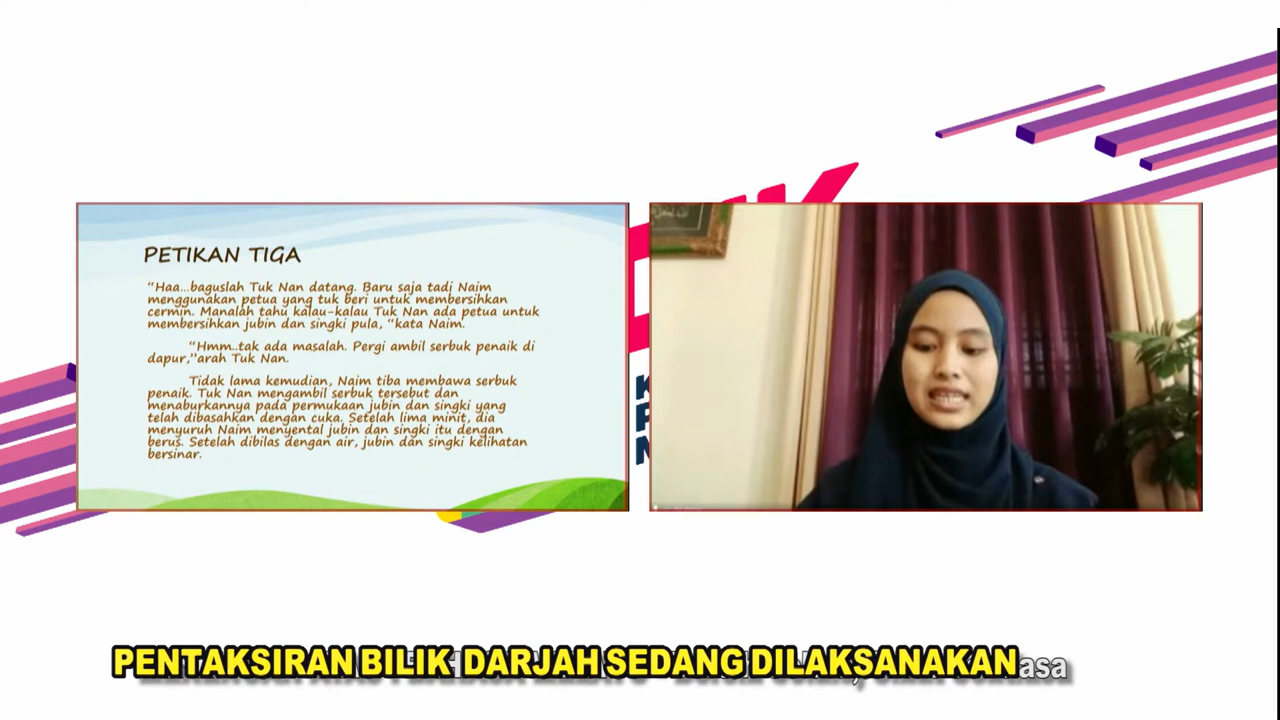 PETIKAN TIGA
“Haa...baguslah Tuk Nan datang. Baru saja tadi Naim
menggunakan petua yang tuk beri untuk membersihkan
cermin. Manalah tahu kalau-kalau Tuk Nan ada petua untuk
membersihkan jubin dan singki pula, “kata Naim.
“Hmm..tak ada masalah. Pergi ambil serbuk penaik di
dapur,”arah Tuk Nan.
Tidak lama kemudian, Naim tiba membawa serbuk
penaik. Tuk Nan mengambil serbuk tersebut dan
menaburkannya pada permukaan jubin dan singki yang
telah dibasahkan dengan cuka. Setelah lima minit, dia
menyuruh Naim menyental jubin dan singki itu dengan
berus. Setelah dibilas dengan air, jubin dan singki kelihatan
bersinar.
PENTAKSIRAN BILIK DARJAH SEDANG DILAKSANAKAN